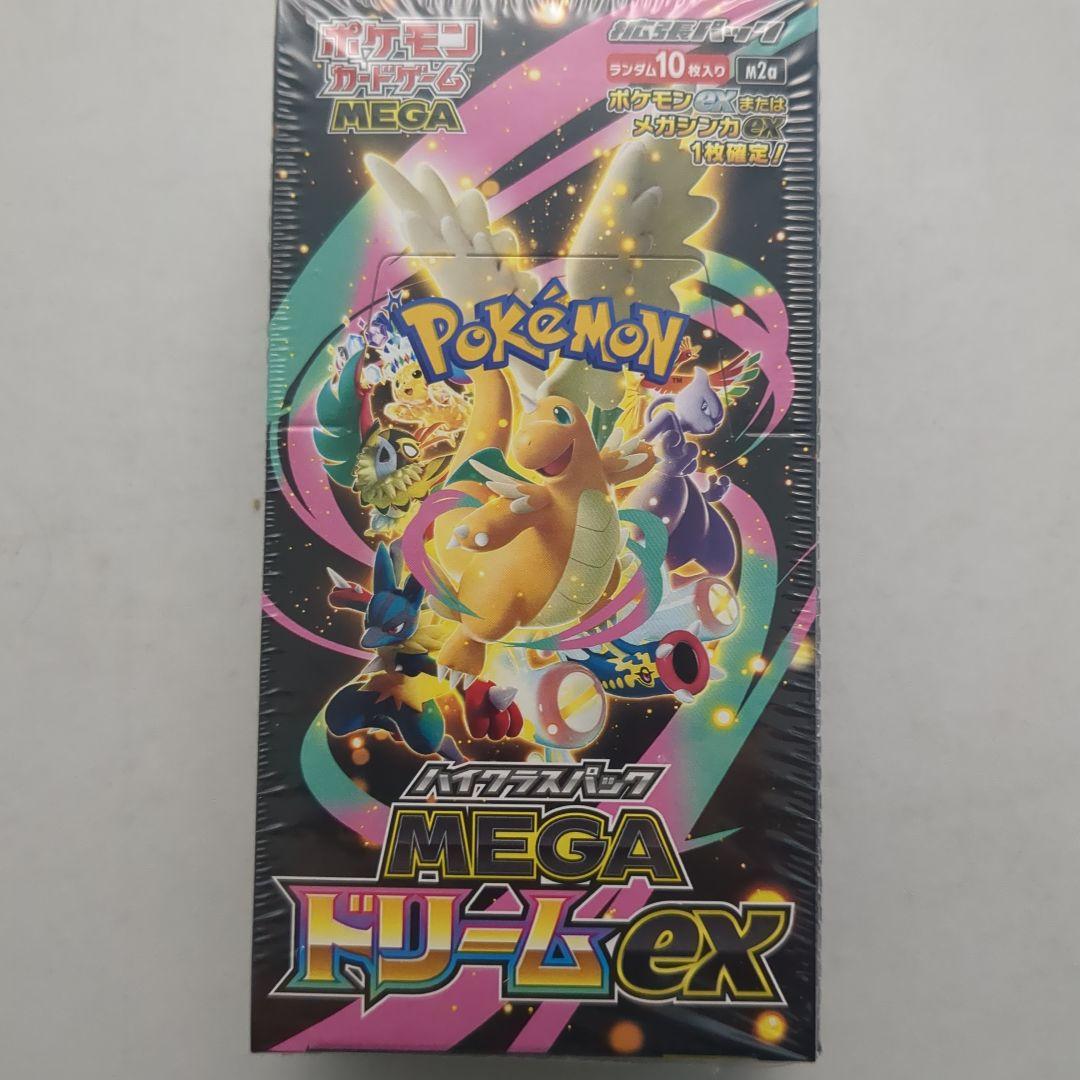 ポケモン
カードゲーム
MEGA
拡張パック
ランダム10枚入り M2a
ポケモンexまたは
メガシンカex
1枚確定!
POKéMON
TM
ハイクラスパック
MEGA
ドリームex